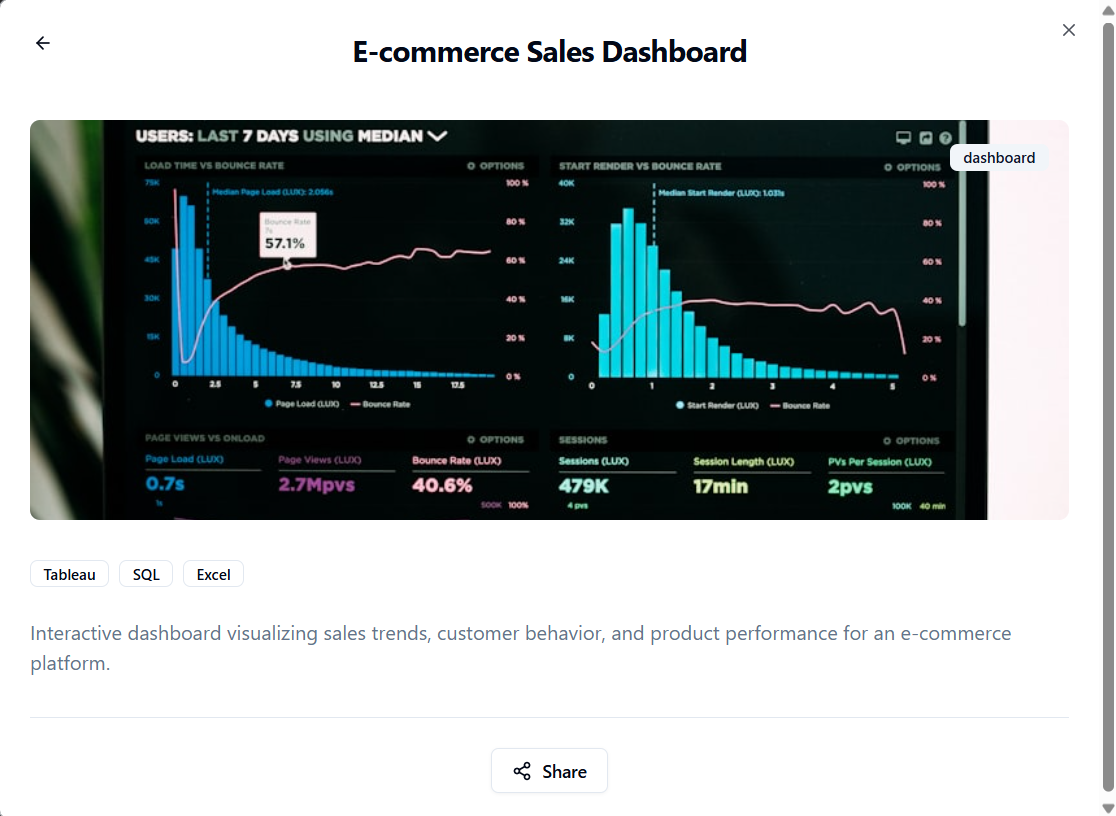 E-commerce Sales Dashboard
USERS: LAST 7 DAYS USING MEDIAN
dashboard
LOAD TIME VS BOUNCE RATE
OPTIONS
75K
60K
45K
30K
15K
0
Median Page Load (LUX): 2.056s
Bounce Rate
57.1%
100 %
80 %
60 %
40 %
20 %
0 %
0 2.5 5 7.5 10 12.5 15 17.5
Page Load (LUX) Bounce Rate
START RENDER VS BOUNCE RATE
OPTIONS
40K
32K
24K
16K
8K
0
Median Start Render (LUX): 1.031s
100 %
80 %
60 %
40 %
20 %
0 %
0 1 2 3 4 5
Start Render (LUX) Bounce Rate
PAGE VIEWS VS ONLOAD
OPTIONS
Page Load (LUX) Page Views (LUX) Bounce Rate (LUX)
0.7s 2.7Mpvs 40.6%
1s 500K 100%
SESSIONS
OPTIONS
Sessions (LUX) Session Length (LUX) PVs Per Session (LUX)
479K 17min 2pvs
4 pvs 100K 40 min
Tableau SQL Excel
Interactive dashboard visualizing sales trends, customer behavior, and product performance for an e-commerce
platform.
Share